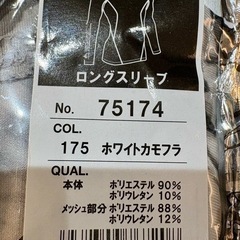 ロングスリーブ
No. 75174
COL.
175 ホワイトカモフラ
QUAL.
本体 ポリエステル 90%
ポリウレタン 10%
メッシュ部分 ポリエステル 88%
ポリウレタン 12%